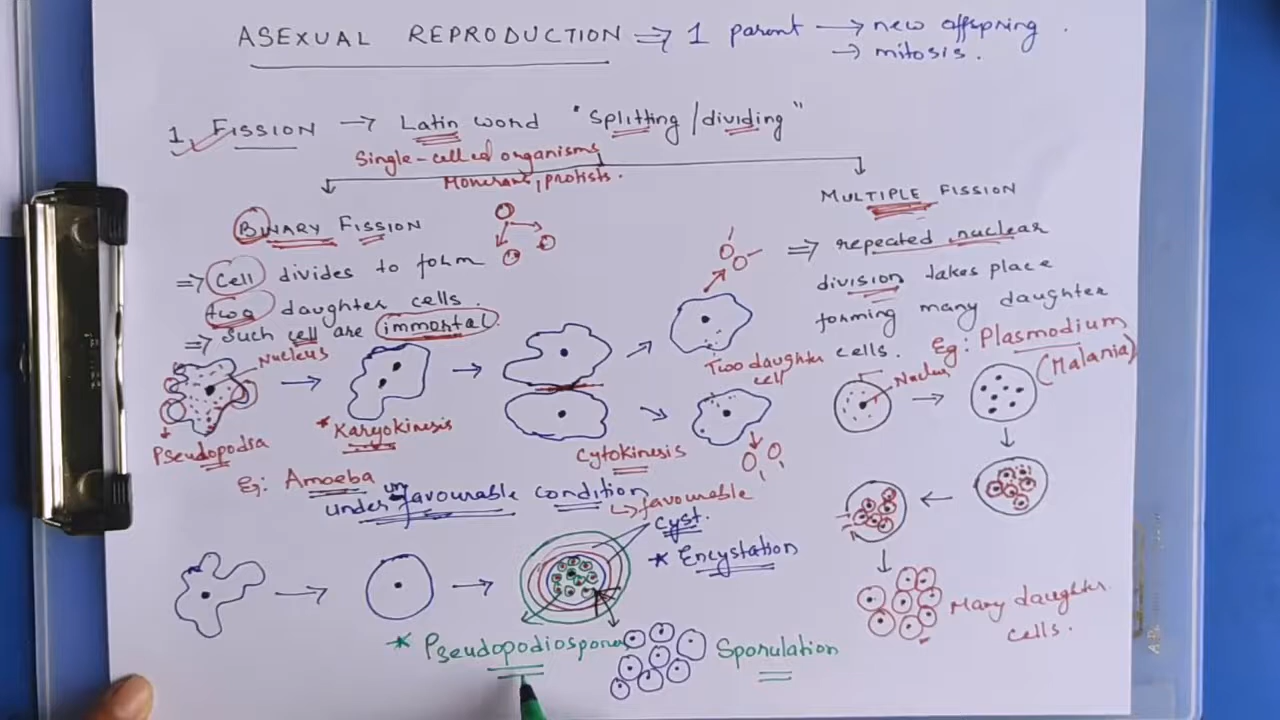 ASEXUAL REPRODUCTION ⇒ 1 parent → new offspring.
→ mitosis.
1. FISSION → Latin word "Splitting/dividing"
Single-celled organisms
Monerans, protists.
BINARY FISSION
⇒ Cell divides to form
two daughter cells.
⇒ Such cell are immortal.
Nucleus
Pseudopodia
* Karyokinesis
Cytokinesis
Two daughter
cell
Eg: Amoeba
MULTIPLE FISSION
⇒ repeated nuclear
division takes place
forming many daughter
cells. Eg: Plasmodium
(Malaria)
Nucleus
Many daughter
cells.
under unfavourable condition
↳ favourable
Cyst.
* Encystation
* Pseudopodiospores
Sporulation